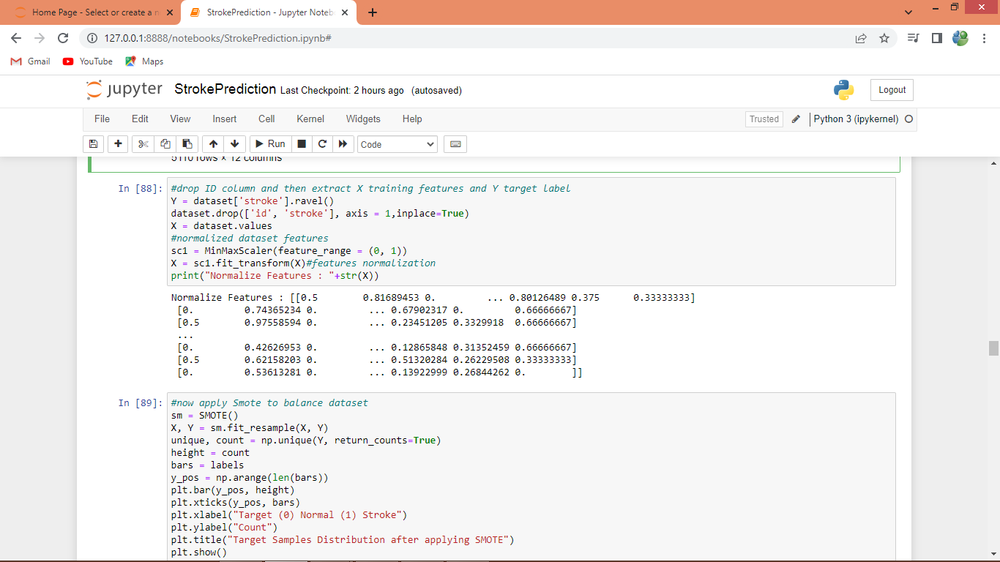 Home Page - Select or create a n
StrokePrediction - Jupyter Noteb
127.0.0.1:8888/notebooks/StrokePrediction.ipynb#
Gmail YouTube Maps
jupyter StrokePrediction Last Checkpoint: 2 hours ago (autosaved)
Logout
File Edit View Insert Cell Kernel Widgets Help
Trusted
Python 3 (ipykernel)
Run
Code
5110 rows × 12 columns
In [88]:
#drop ID column and then extract X training features and Y target label
Y = dataset['stroke'].ravel()
dataset.drop(['id', 'stroke'], axis = 1,inplace=True)
X = dataset.values
#normalized dataset features
sc1 = MinMaxScaler(feature_range = (0, 1))
X = sc1.fit_transform(X)#features normalization
print("Normalize Features : "+str(X))
Normalize Features : [[0.5 0.81689453 0. ... 0.80126489 0.375 0.33333333]
[0. 0.74365234 0. ... 0.67902317 0. 0.66666667]
[0.5 0.97558594 0. ... 0.23451205 0.3329918 0.66666667]
...
[0. 0.42626953 0. ... 0.12865848 0.31352459 0.66666667]
[0.5 0.62158203 0. ... 0.51320284 0.26229508 0.33333333]
[0. 0.53613281 0. ... 0.13922999 0.26844262 0. ]]
In [89]:
#now apply Smote to balance dataset
sm = SMOTE()
X, Y = sm.fit_resample(X, Y)
unique, count = np.unique(Y, return_counts=True)
height = count
bars = labels
y_pos = np.arange(len(bars))
plt.bar(y_pos, height)
plt.xticks(y_pos, bars)
plt.xlabel("Target (0) Normal (1) Stroke")
plt.ylabel("Count")
plt.title("Target Samples Distribution after applying SMOTE")
plt.show()